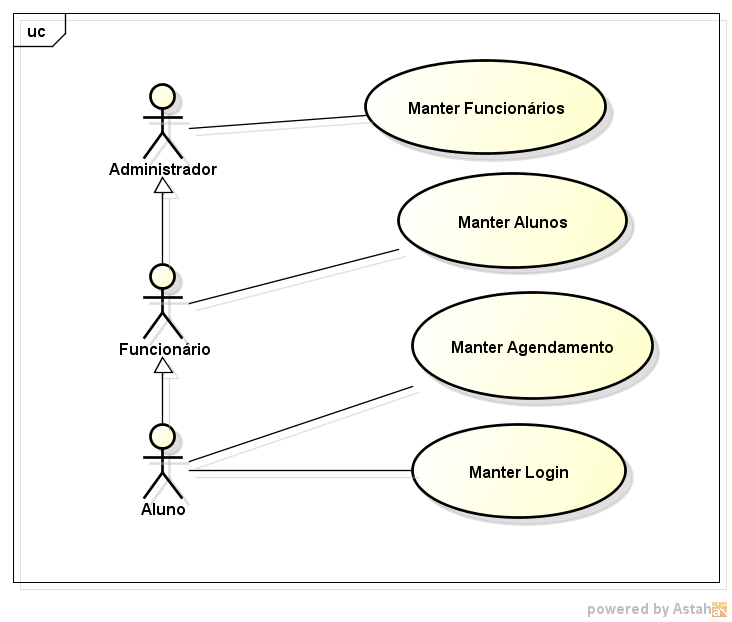 uc
Manter Funcionários
Administrador
Manter Alunos
Funcionário
Manter Agendamento
Manter Login
Aluno
powered by Astah